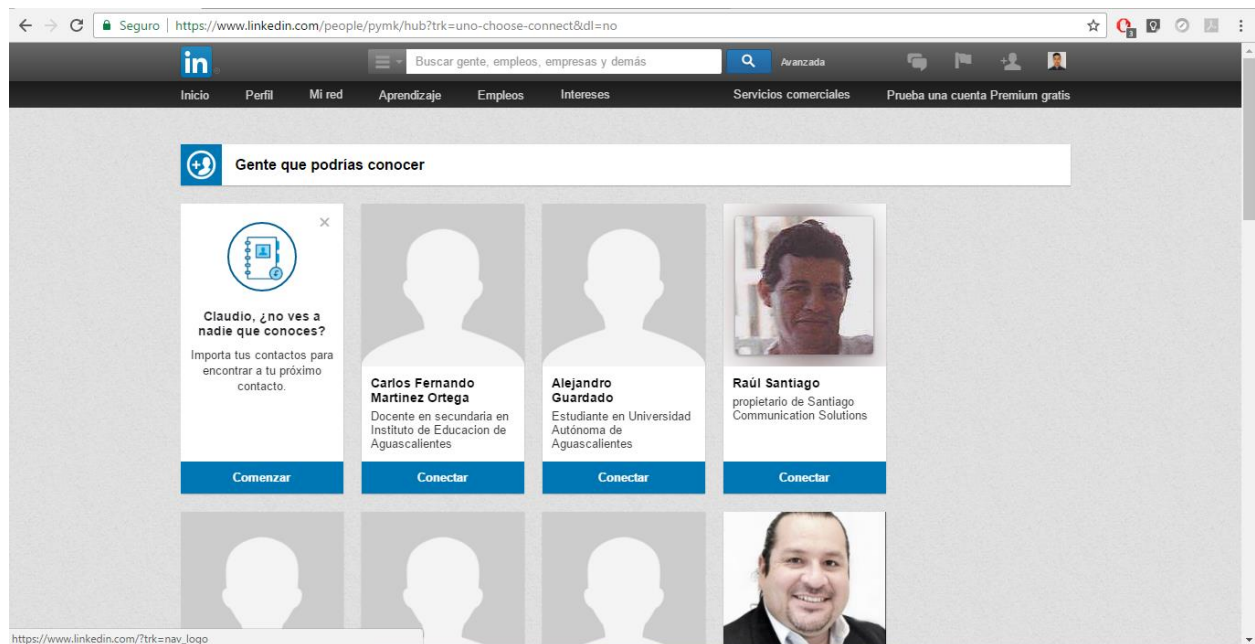 Seguro | https://www.linkedin.com/people/pymk/hub?trk=uno-choose-connect&dl=no
3
in
Buscar gente, empleos, empresas y demás
Avanzada
Inicio Perfil Mi red Aprendizaje Empleos Intereses Servicios comerciales Prueba una cuenta Premium gratis
Gente que podrías conocer
Claudio, ¿no ves a
nadie que conoces?
Importa tus contactos para
encontrar a tu próximo
contacto.
Comenzar
Carlos Fernando
Martinez Ortega
Docente en secundaria en
Instituto de Educacion de
Aguascalientes
Conectar
Alejandro
Guardado
Estudiante en Universidad
Autónoma de
Aguascalientes
Conectar
Raúl Santiago
propietario de Santiago
Communication Solutions
Conectar
https://www.linkedin.com/?trk=nav_logo